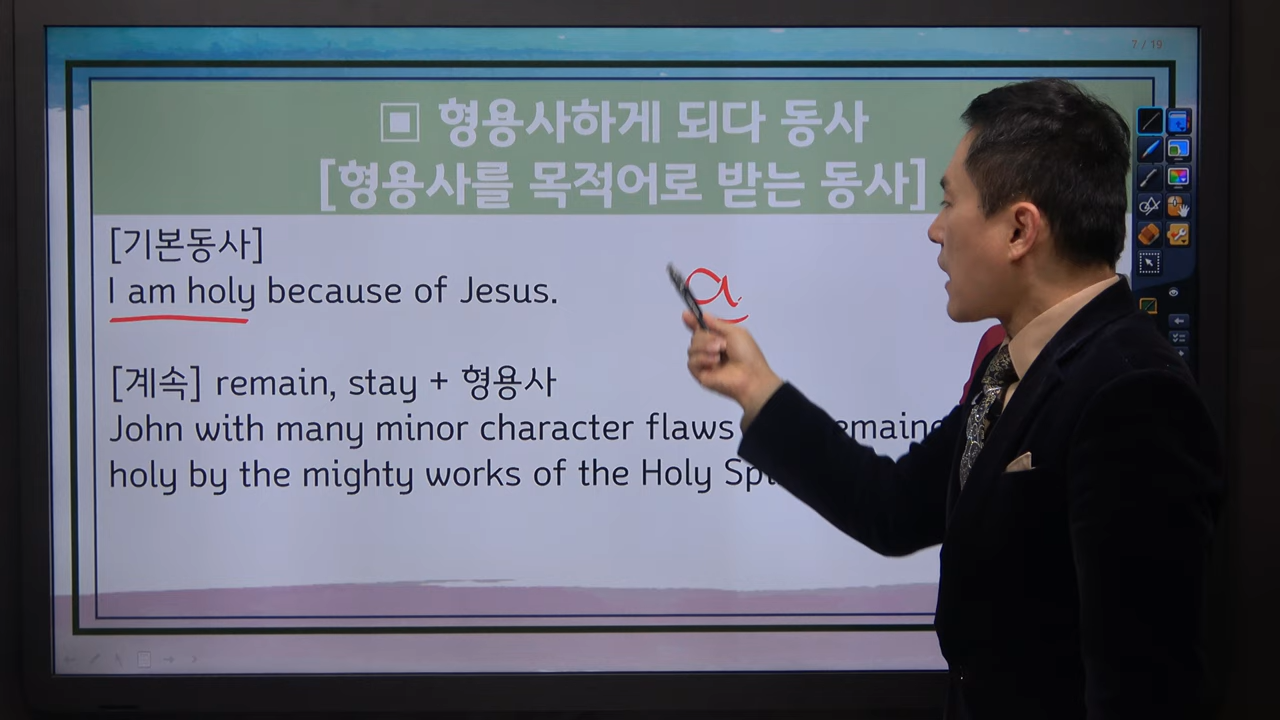 7 / 19
▣ 형용사하게 되다 동사
[형용사를 목적어로 받는 동사]
[기본동사]
I am holy because of Jesus.
a
[계속] remain, stay + 형용사
John with many minor character flaws
holy by the mighty works of the Holy